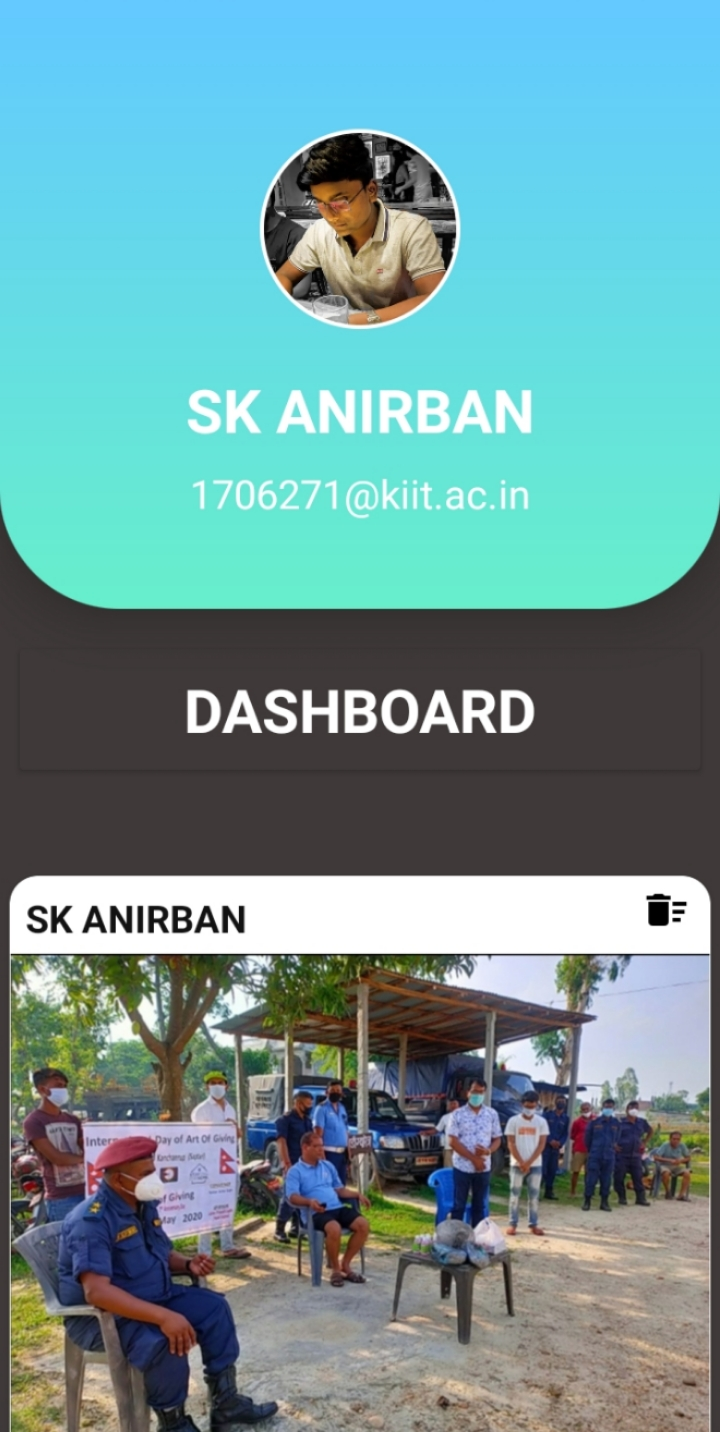 SK ANIRBAN
1706271@kiit.ac.in
DASHBOARD
SK ANIRBAN
Day of Art Of Giving
of Giving
May 2020